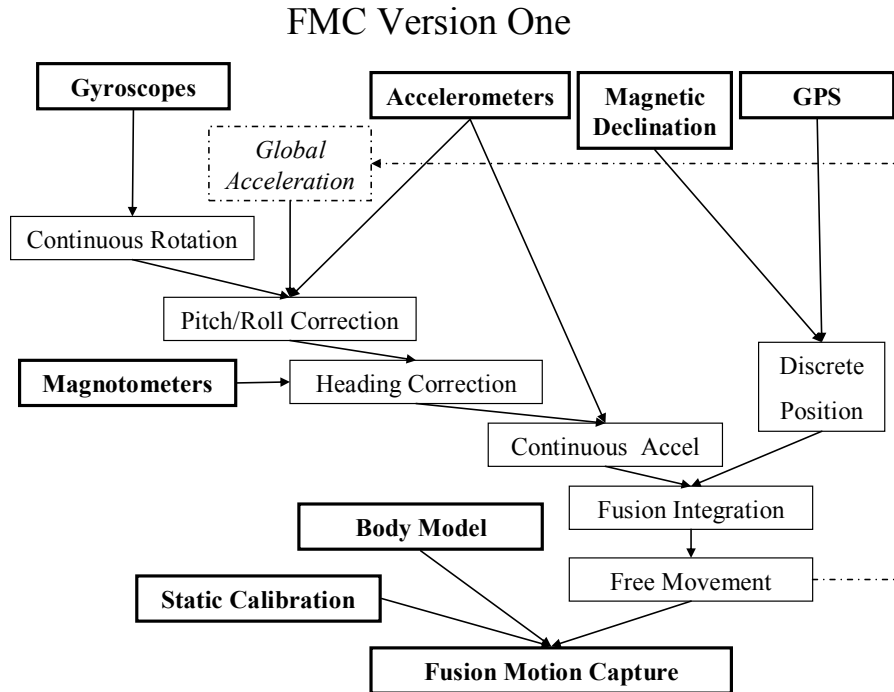 FMC Version One
Gyroscopes
Accelerometers
Magnetic
Declination
GPS
Global
Acceleration
Continuous Rotation
Pitch/Roll Correction
Magnotometers
Heading Correction
Discrete
Position
Continuous Accel
Fusion Integration
Body Model
Free Movement
Static Calibration
Fusion Motion Capture